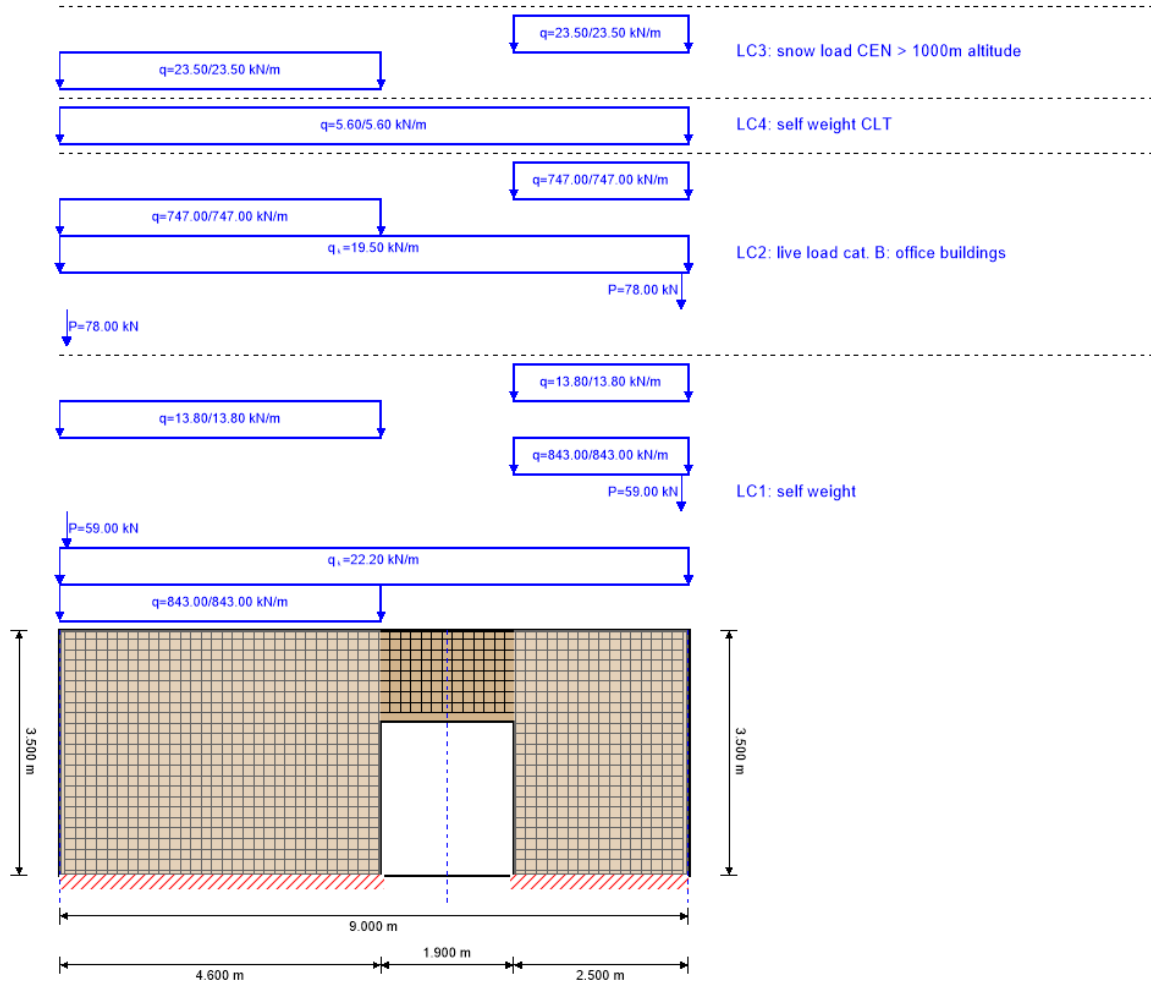 q=23.50/23.50 kN/m
LC3: snow load CEN > 1000m altitude
q=23.50/23.50 kN/m
q=5.60/5.60 kN/m
LC4: self weight CLT
q=747.00/747.00 kN/m
q=747.00/747.00 kN/m
qₖ=19.50 kN/m
LC2: live load cat. B: office buildings
P=78.00 kN
P=78.00 kN
q=13.80/13.80 kN/m
q=13.80/13.80 kN/m
q=843.00/843.00 kN/m
P=59.00 kN
LC1: self weight
P=59.00 kN
qₖ=22.20 kN/m
q=843.00/843.00 kN/m
3.500 m
3.500 m
9.000 m
1.900 m
4.600 m
2.500 m